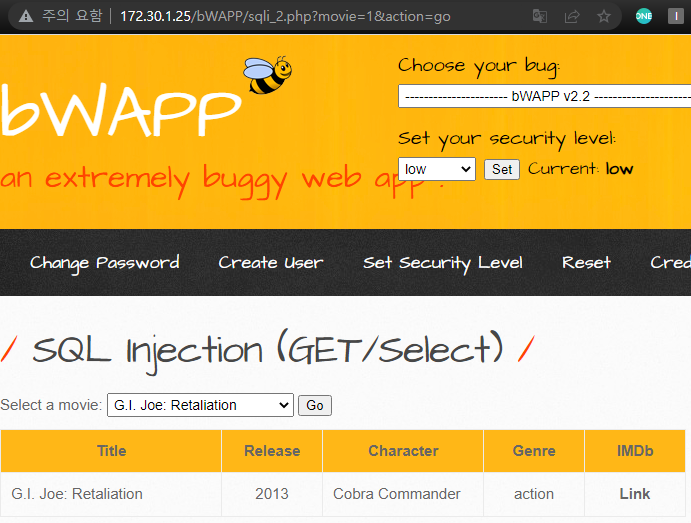 주의 요함 172.30.1.25/bWAPP/sqli_2.php?movie=1&action=go
bWAPP
an extremely buggy web app !
Choose your bug:
---------------------- bWAPP v2.2 ---------------------
Set your security level:
low Set Current: low
Change Password Create User Set Security Level Reset Cred
/ SQL Injection (GET/Select) /
Select a movie: G.I. Joe: Retaliation Go
Title Release Character Genre IMDb
G.I. Joe: Retaliation 2013 Cobra Commander action Link